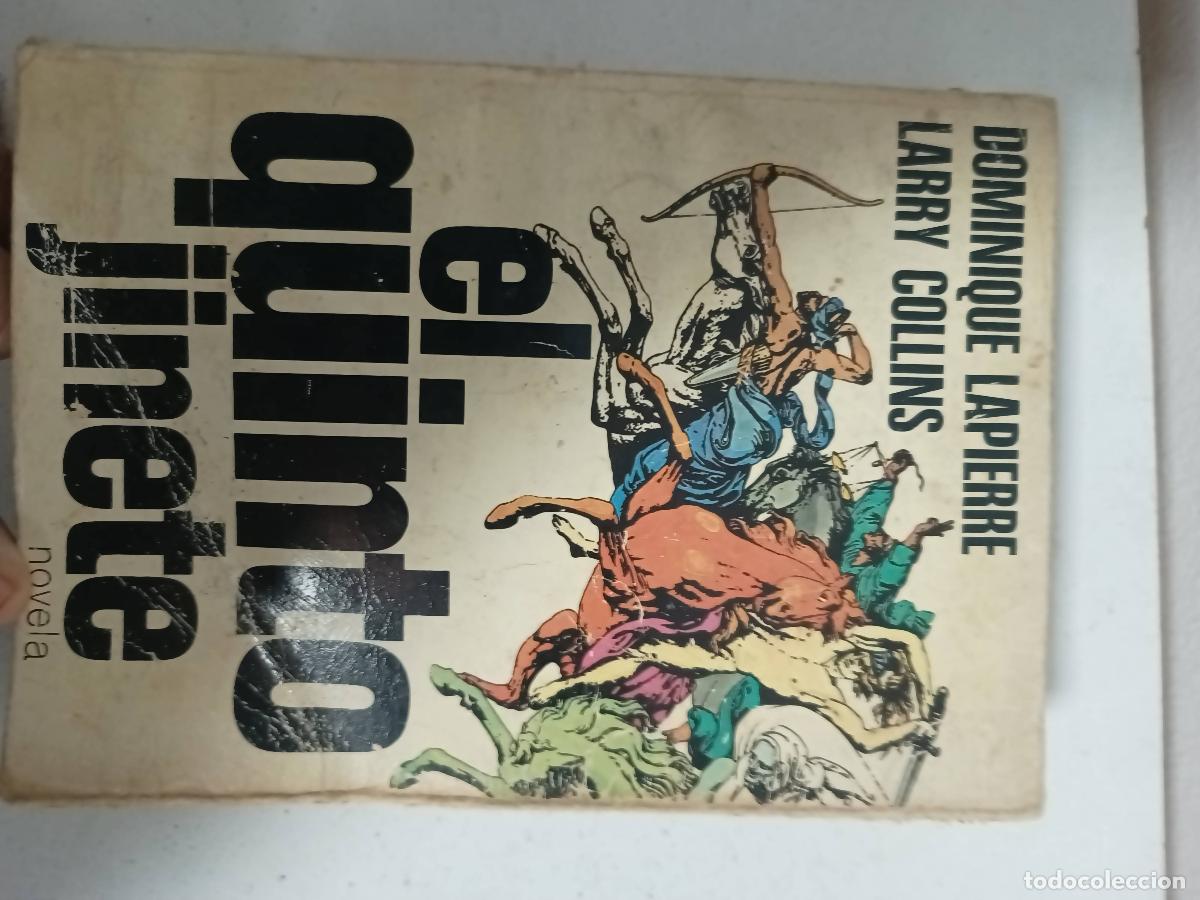 DOMINIQUE LAPIERRE
LARRY COLLINS
el
quinto
jinete
novela
todocoleccion